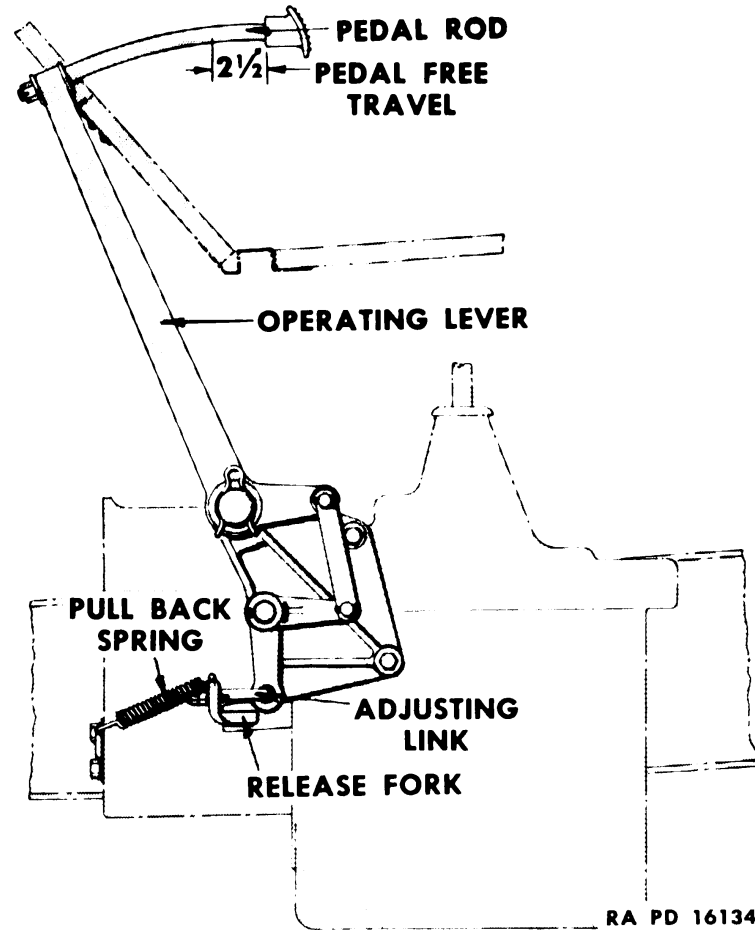 PEDAL ROD
2½
PEDAL FREE
TRAVEL
OPERATING LEVER
PULL BACK
SPRING
ADJUSTING
LINK
RELEASE FORK
RA PD 16134